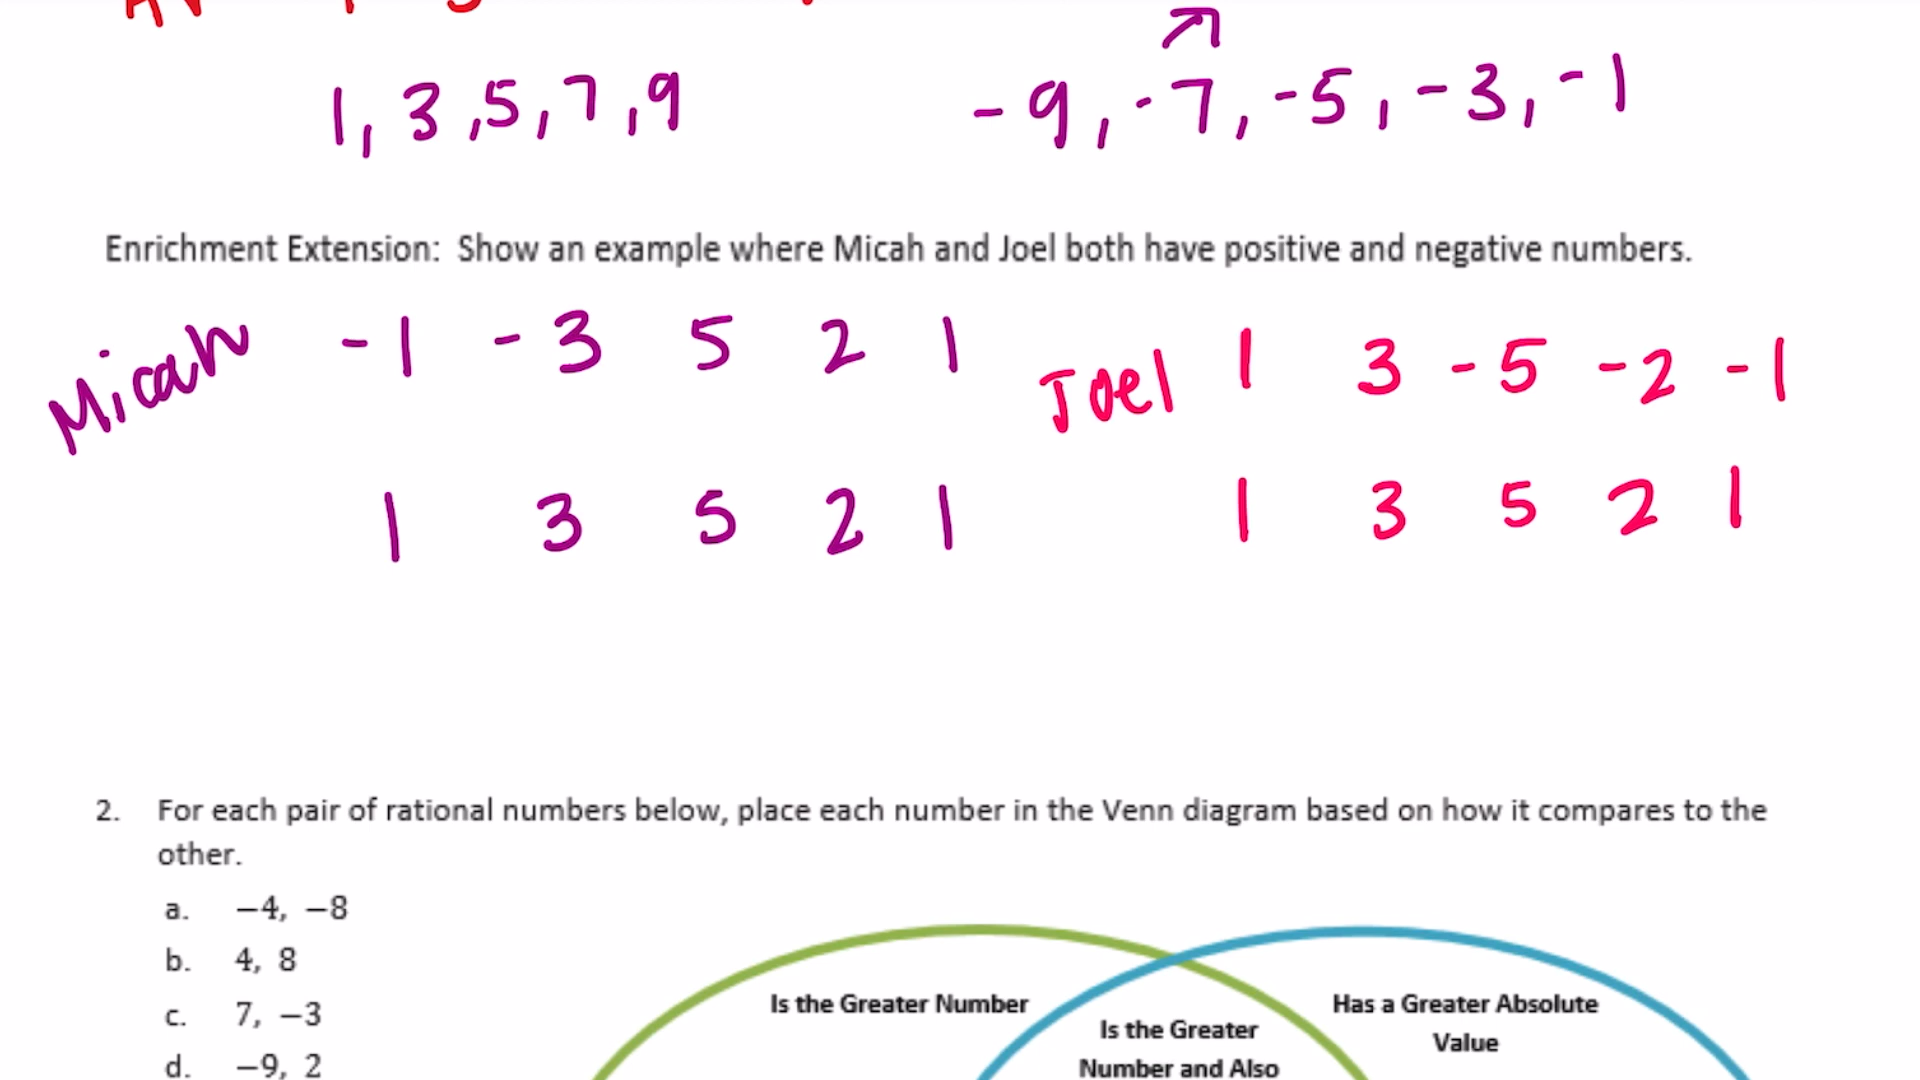 1, 3, 5, 7, 9
-9, -7, -5, -3, -1
Enrichment Extension: Show an example where Micah and Joel both have positive and negative numbers.
Micah -1 -3 5 2 1
Joel 1 3 -5 -2 -1
1 3 5 2 1
1 3 5 2 1
2. For each pair of rational numbers below, place each number in the Venn diagram based on how it compares to the
other.
a. −4, −8
b. 4, 8
c. 7, −3
d. −9, 2
Is the Greater Number
Is the Greater
Number and Also
Has a Greater Absolute
Value